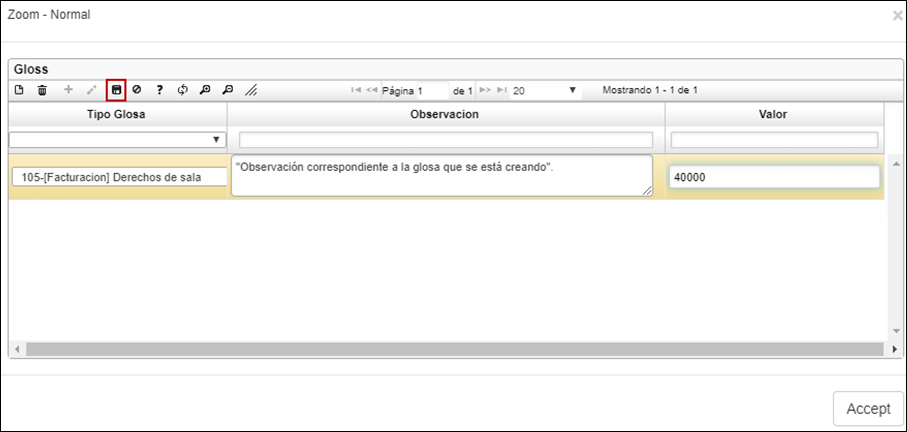 Zoom - Normal
×
Gloss
? Página 1 de 1 20 Mostrando 1 - 1 de 1
Tipo Glosa Observacion Valor
105-[Facturacion] Derechos de sala "Observación correspondiente a la glosa que se está creando". 40000
Accept